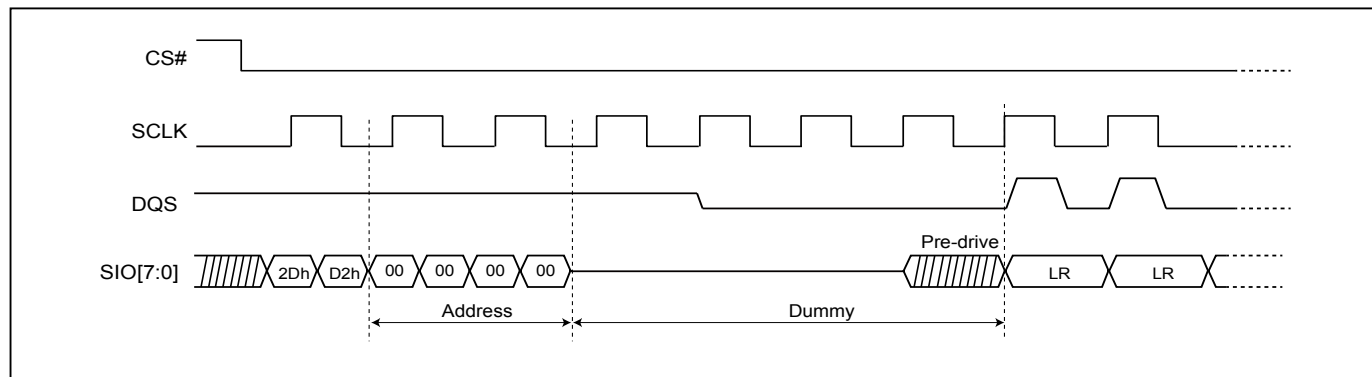 CS#
SCLK
DQS
Pre-drive
SIO[7:0]
2Dh D2h 00 00 00 00 LR LR
Address Dummy